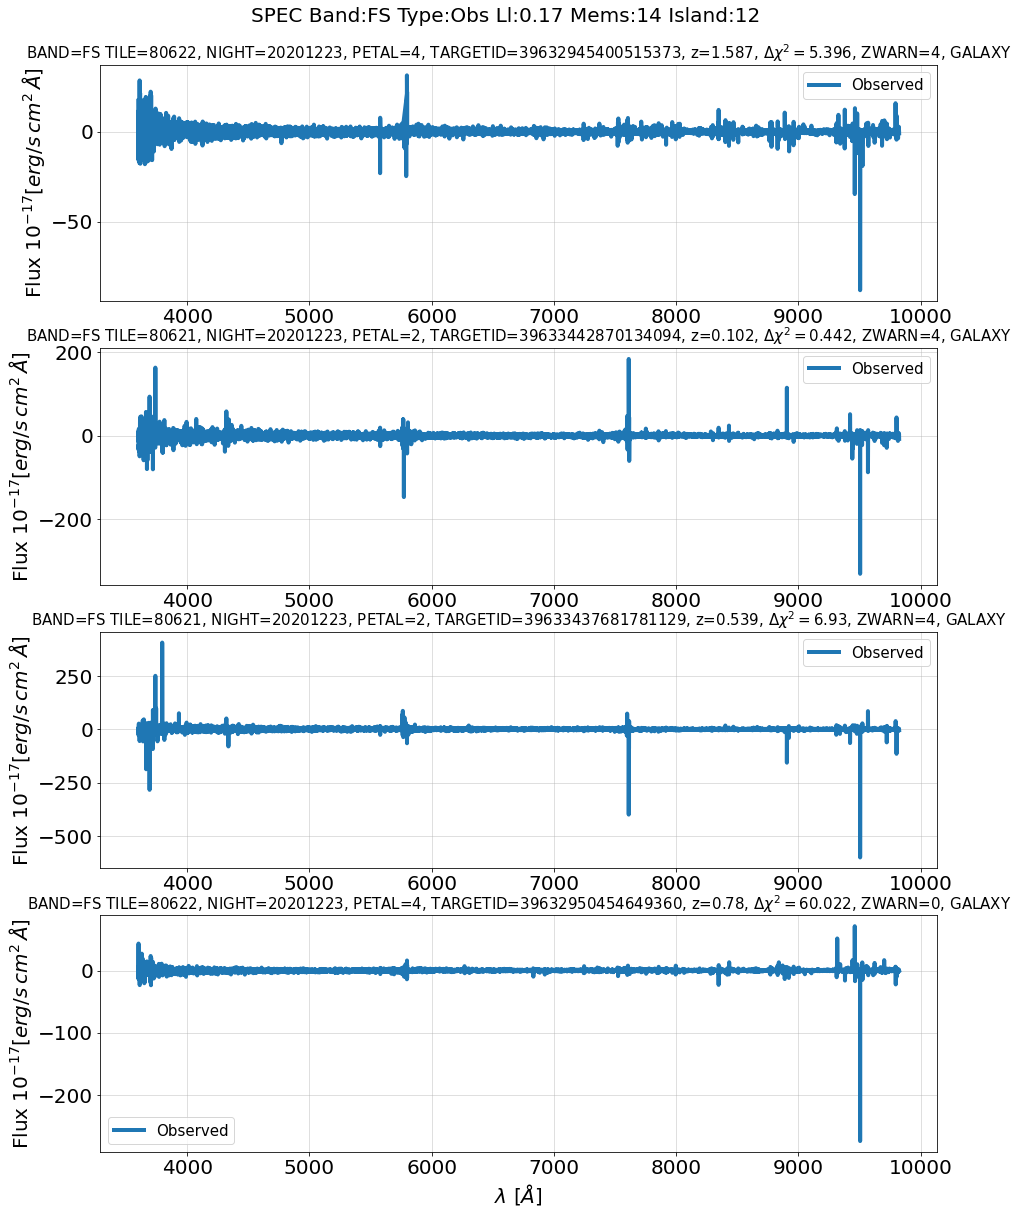 SPEC Band:FS Type:Obs Ll:0.17 Mems:14 Island:12
BAND=FS TILE=80622, NIGHT=20201223, PETAL=4, TARGETID=39632945400515373, z=1.587, Δχ² = 5.396, ZWARN=4, GALAXY
Observed
0
−50
Flux 10⁻¹⁷[erg/s cm² Å]
4000 5000 6000 7000 8000 9000 10000
BAND=FS TILE=80621, NIGHT=20201223, PETAL=2, TARGETID=39633442870134094, z=0.102, Δχ² = 0.442, ZWARN=4, GALAXY
Observed
200
0
−200
Flux 10⁻¹⁷[erg/s cm² Å]
4000 5000 6000 7000 8000 9000 10000
BAND=FS TILE=80621, NIGHT=20201223, PETAL=2, TARGETID=39633437681781129, z=0.539, Δχ² = 6.93, ZWARN=4, GALAXY
Observed
250
0
−250
−500
Flux 10⁻¹⁷[erg/s cm² Å]
4000 5000 6000 7000 8000 9000 10000
BAND=FS TILE=80622, NIGHT=20201223, PETAL=4, TARGETID=39632950454649360, z=0.78, Δχ² = 60.022, ZWARN=0, GALAXY
0
−100
−200
Flux 10⁻¹⁷[erg/s cm² Å]
Observed
4000 5000 6000 7000 8000 9000 10000
λ [Å]